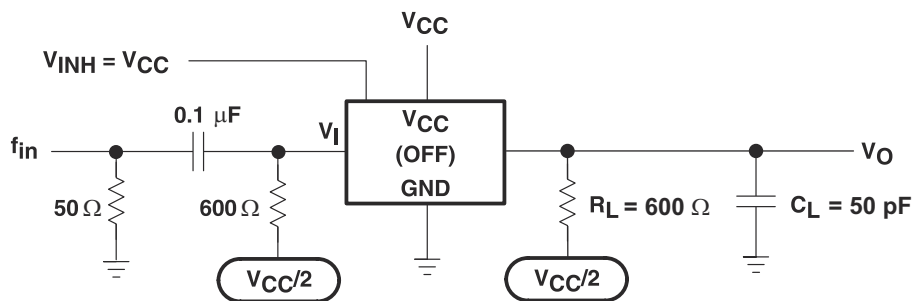 VCC
VINH = VCC
0.1 μF
VI
VCC
(OFF)
GND
fin
VO
50 Ω
600 Ω
RL = 600 Ω
CL = 50 pF
VCC/2
VCC/2